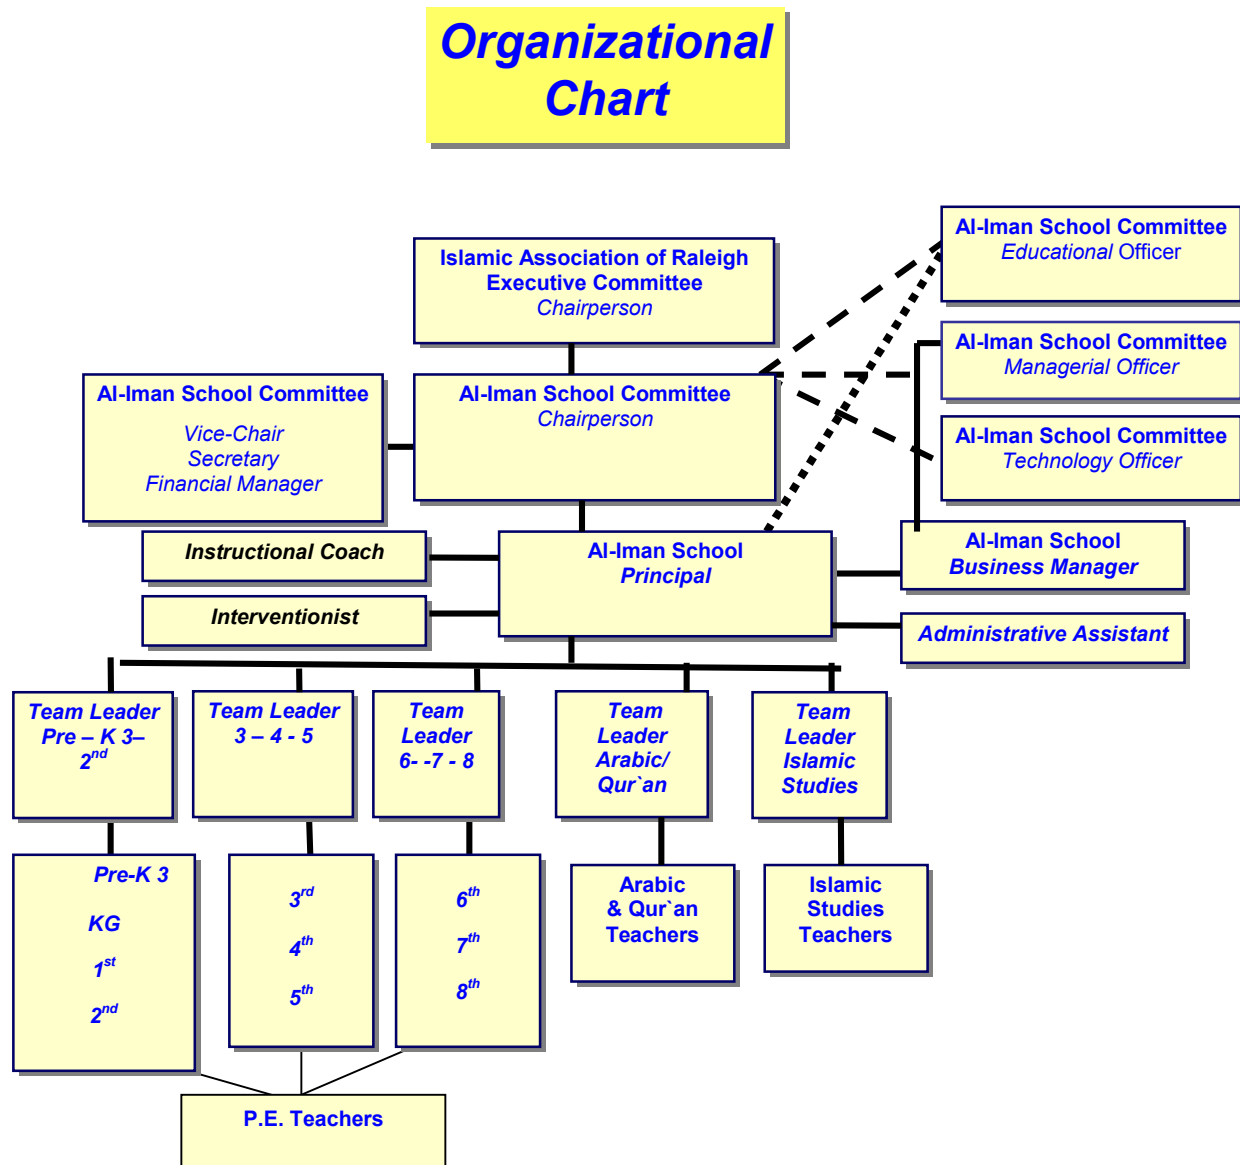 Organizational
Chart
Islamic Association of Raleigh
Executive Committee
Chairperson
Al-Iman School Committee
Educational Officer
Al-Iman School Committee
Managerial Officer
Al-Iman School Committee
Technology Officer
Al-Iman School Committee
Vice-Chair
Secretary
Financial Manager
Al-Iman School Committee
Chairperson
Instructional Coach
Interventionist
Al-Iman School
Principal
Al-Iman School
Business Manager
Administrative Assistant
Team Leader
Pre – K 3–
2nd
Team Leader
3 – 4 - 5
Team
Leader
6- -7 - 8
Team
Leader
Arabic/
Qur`an
Team
Leader
Islamic
Studies
Pre-K 3
KG
1st
2nd
3rd
4th
5th
6th
7th
8th
Arabic
& Qur`an
Teachers
Islamic
Studies
Teachers
P.E. Teachers